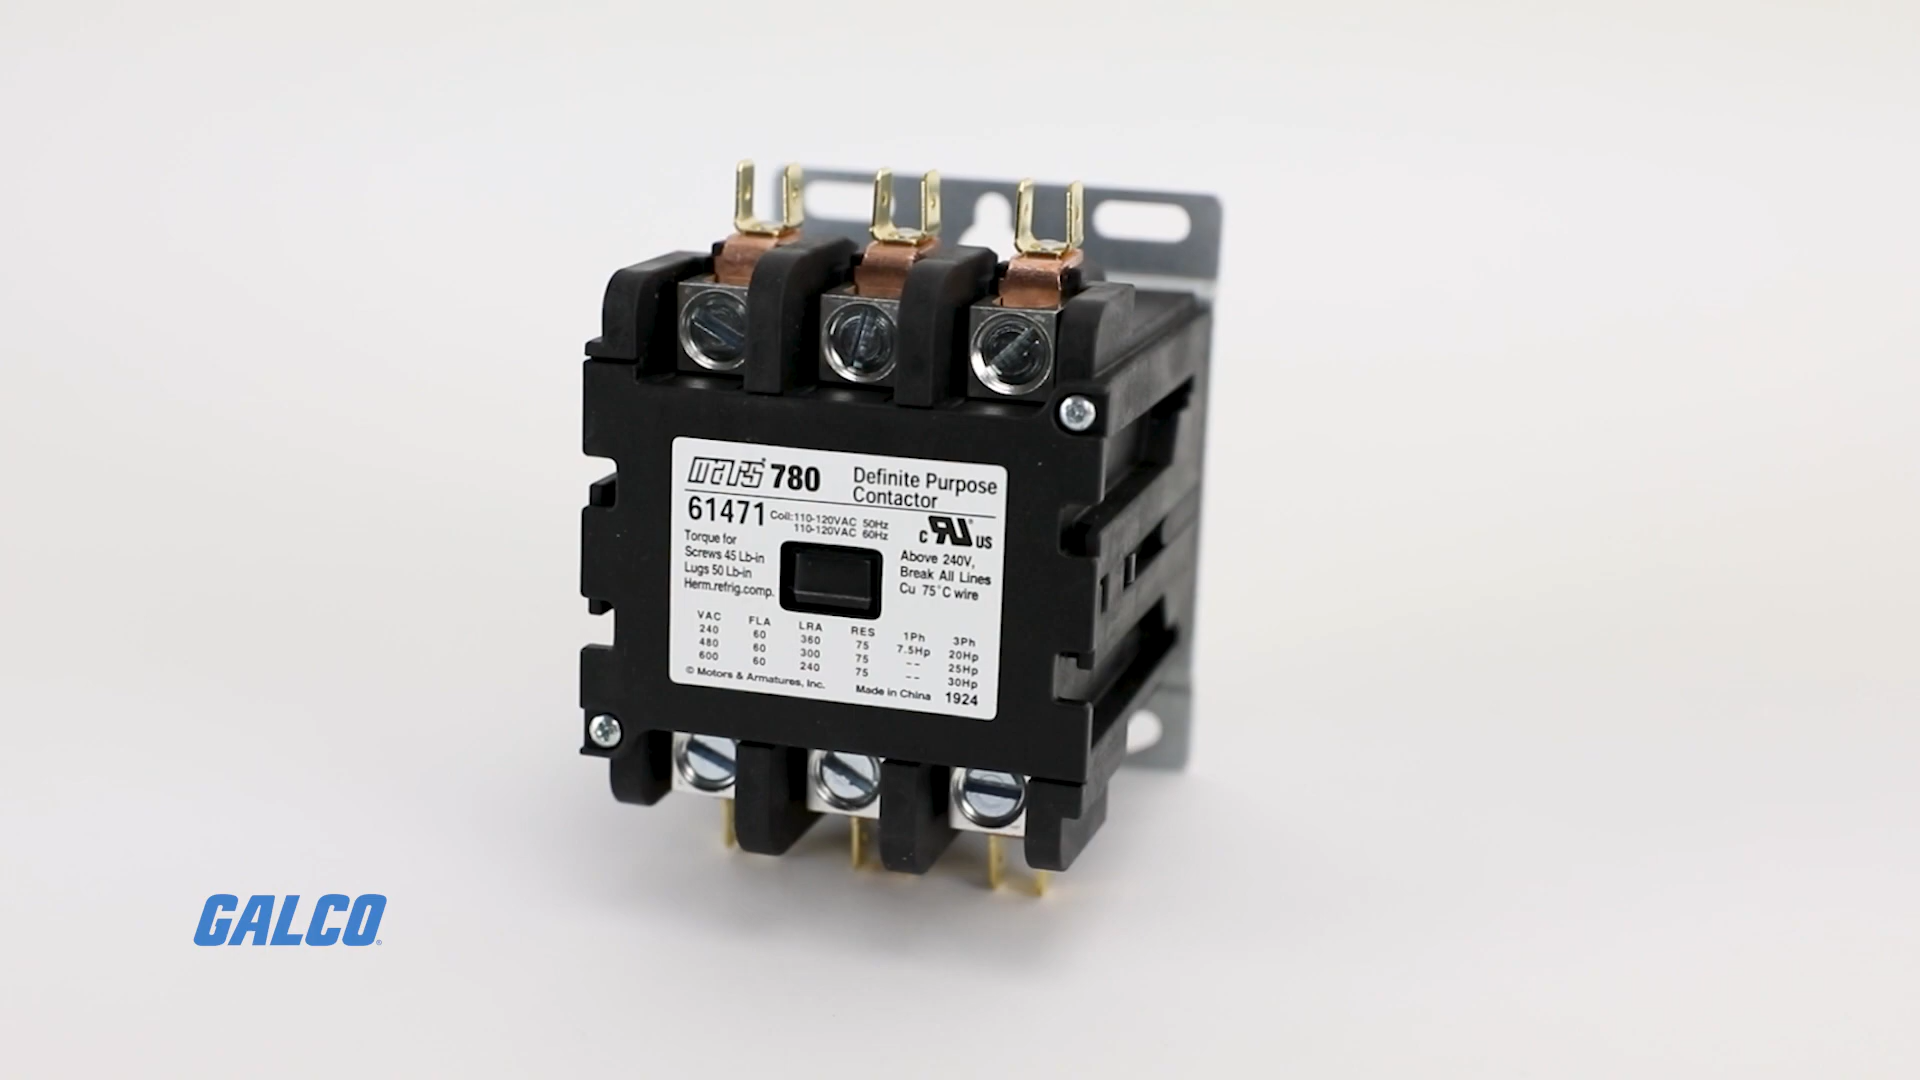 mars 780
Definite Purpose
Contactor
61471
Coil:110-120VAC 50Hz
110-120VAC 60Hz
c RU US
Torque for
Screws 45 Lb-in
Lugs 50 Lb-in
Herm.refrig.comp.
Above 240V,
Break All Lines
Cu 75°C wire
VAC FLA LRA RES 1Ph 3Ph
240 60 360 75 7.5Hp 20Hp
480 60 300 75 -- 25Hp
600 60 240 75 -- 30Hp
© Motors & Armatures, Inc.
Made in China 1924
GALCO®